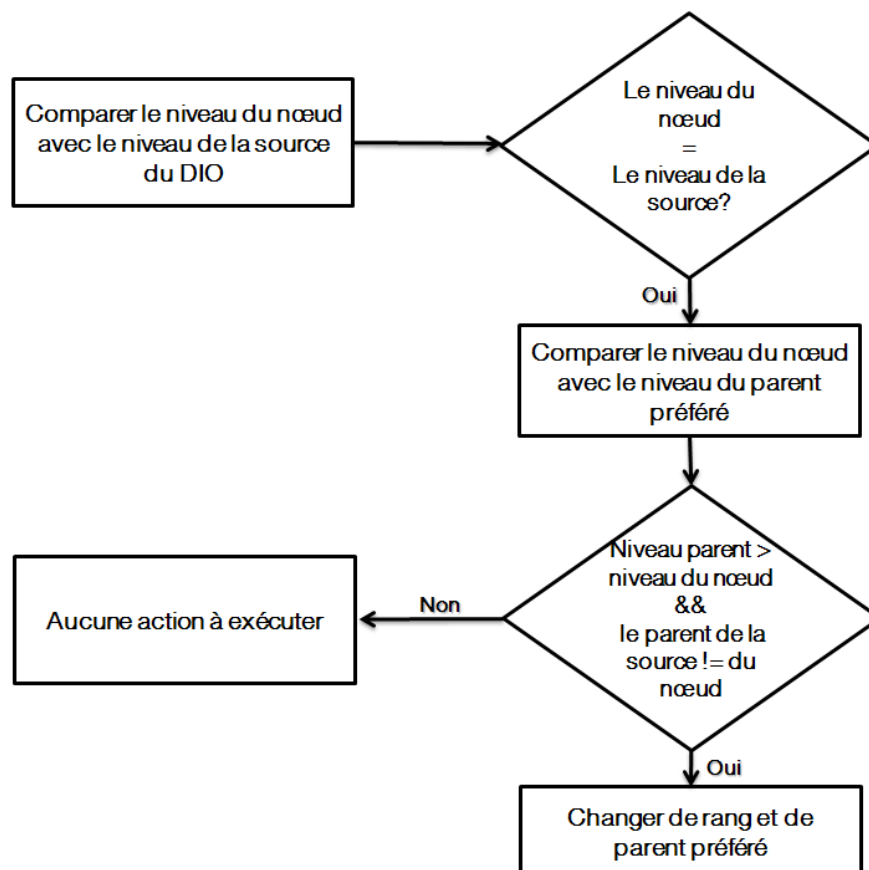 Comparer le niveau du nœud
avec le niveau de la source
du DIO
Le niveau du
nœud
=
Le niveau de la
source?
Oui
Comparer le niveau du nœud
avec le niveau du parent
préféré
Niveau parent >
niveau du nœud
&&
le parent de la
source != du
nœud
Non
Aucune action à exécuter
Oui
Changer de rang et de
parent préféré